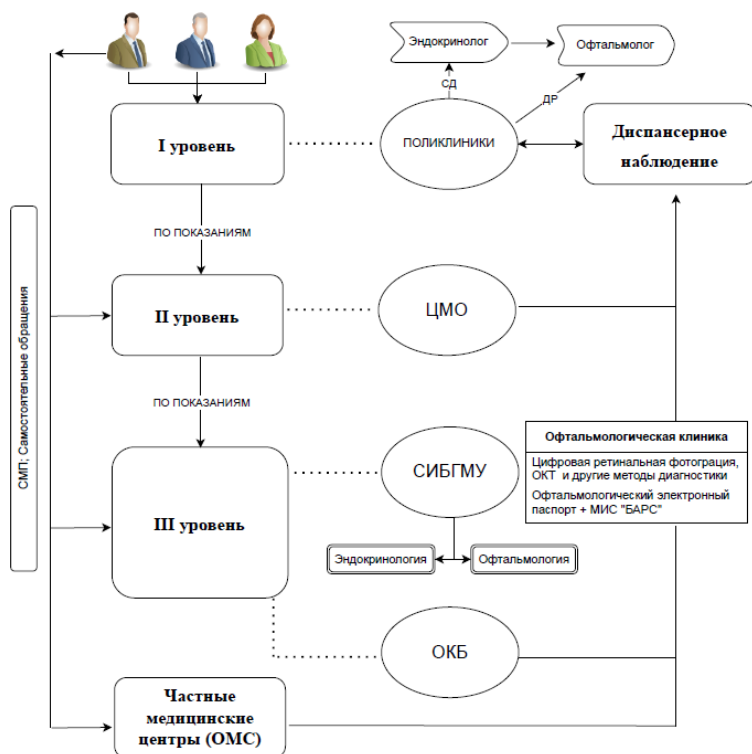 Эндокринолог
Офтальмолог
СД
ДР
I уровень
ПОЛИКЛИНИКИ
Диспансерное
наблюдение
ПО ПОКАЗАНИЯМ
СМП; Самостоятельные обращения
II уровень
ЦМО
ПО ПОКАЗАНИЯМ
III уровень
СИБГМУ
Офтальмологическая клиника
Цифровая ретинальная фотограция,
ОКТ и другие методы диагностики
Офтальмологический электронный
паспорт + МИС "БАРС"
Эндокринология
Офтальмология
ОКБ
Частные
медицинские
центры (ОМС)